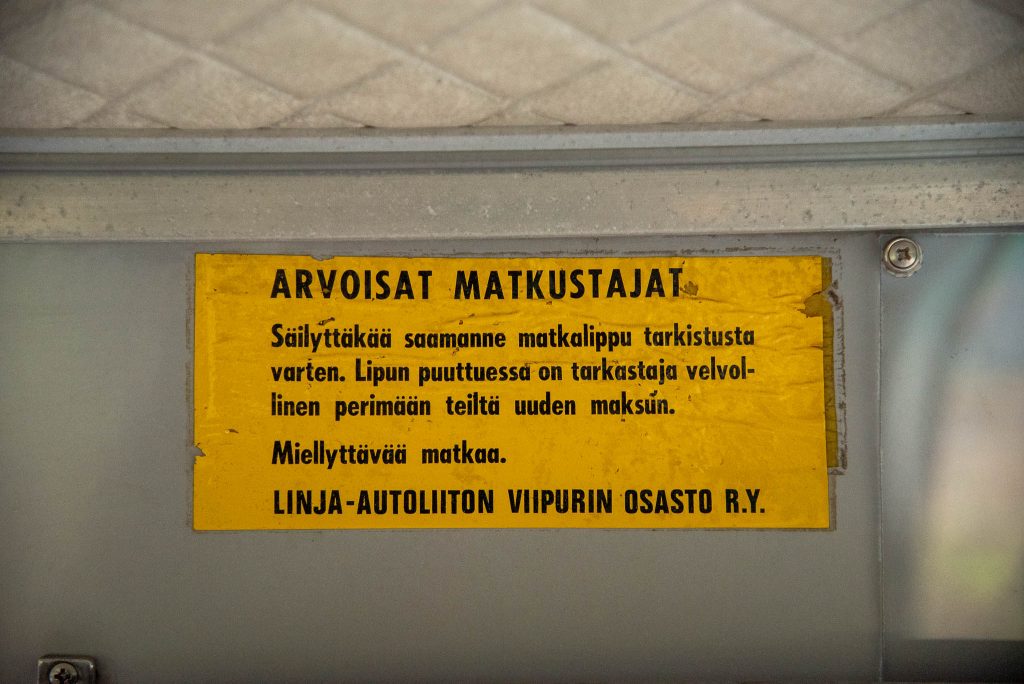 ARVOISAT MATKUSTAJAT
Säilyttäkää saamanne matkalippu tarkistusta
varten. Lipun puuttuessa on tarkastaja velvol-
linen perimään teiltä uuden maksun.
Miellyttävää matkaa.
LINJA-AUTOLIITON VIIPURIN OSASTO R.Y.